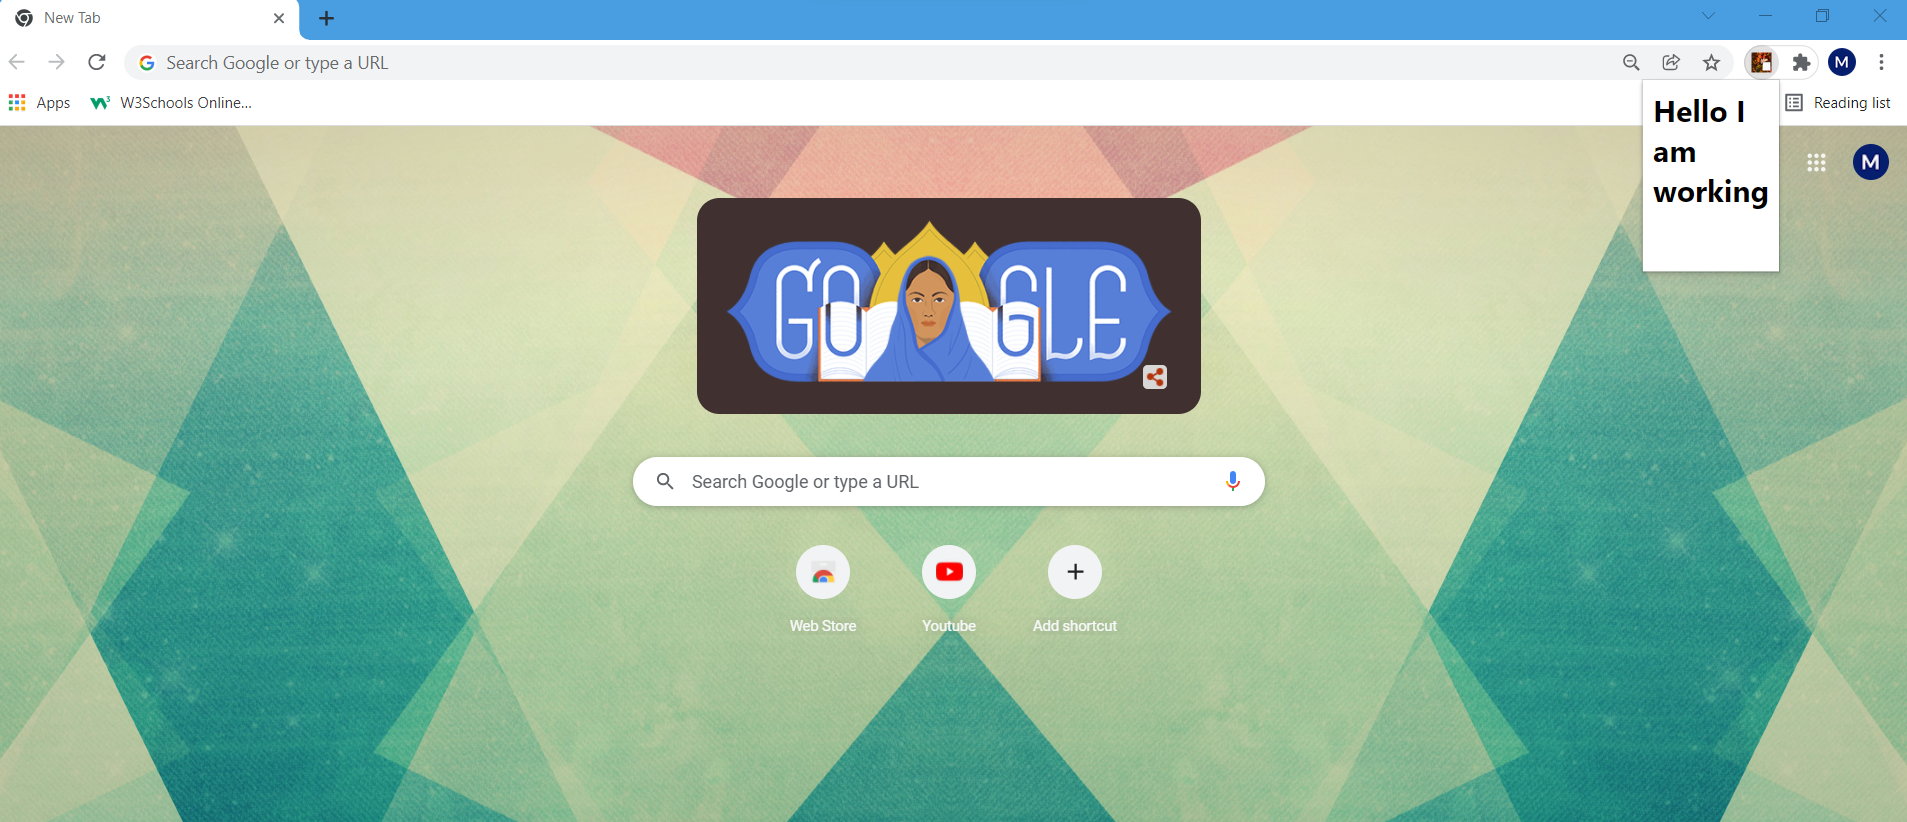 New Tab
Search Google or type a URL
M
Apps
W3Schools Online...
Reading list
Hello I
am
working
M
GOOGLE
Search Google or type a URL
Web Store
Youtube
Add shortcut